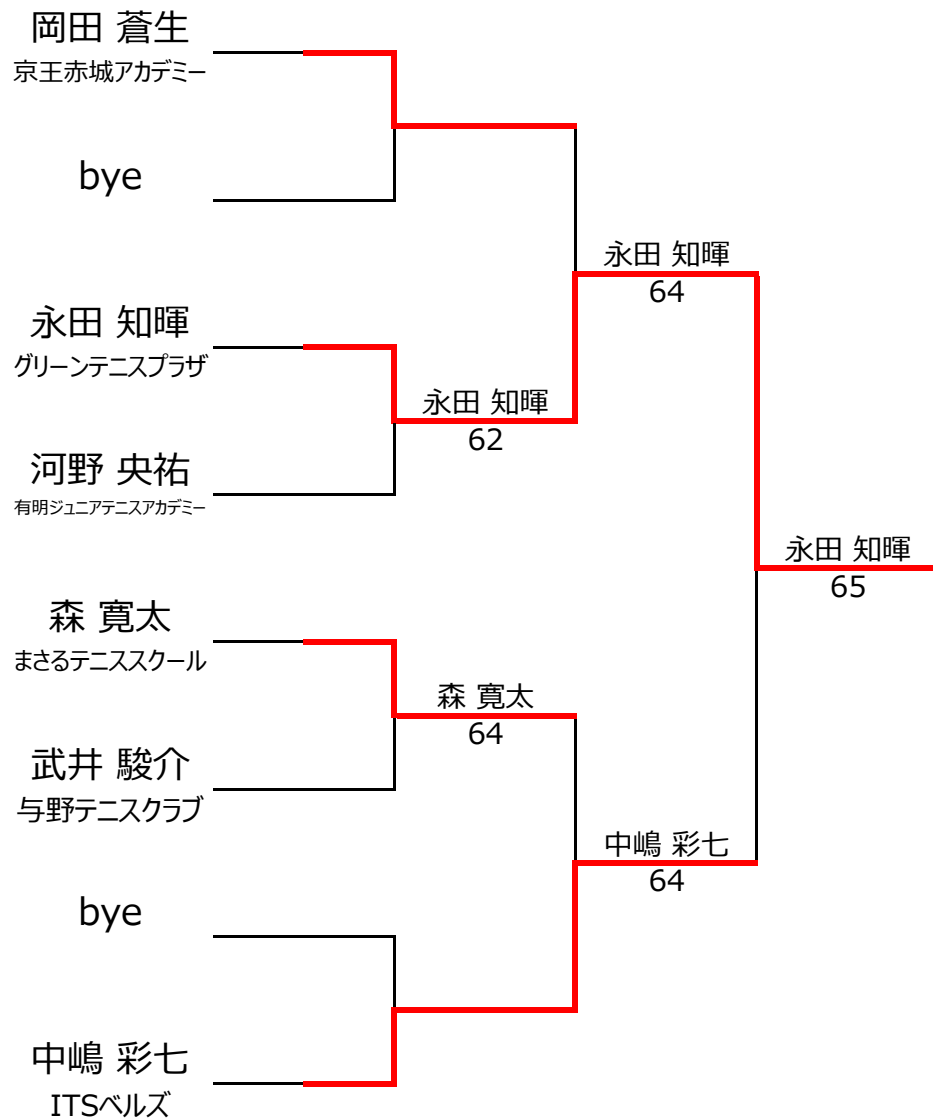 岡田 蒼生
京王赤城アカデミー
bye
永田 知暉
64
永田 知暉
グリーンテニスプラザ
永田 知暉
62
河野 央祐
有明ジュニアテニスアカデミー
永田 知暉
65
森 寛太
まさるテニススクール
森 寛太
64
武井 駿介
与野テニスクラブ
中嶋 彩七
64
bye
中嶋 彩七
ITSベルズ